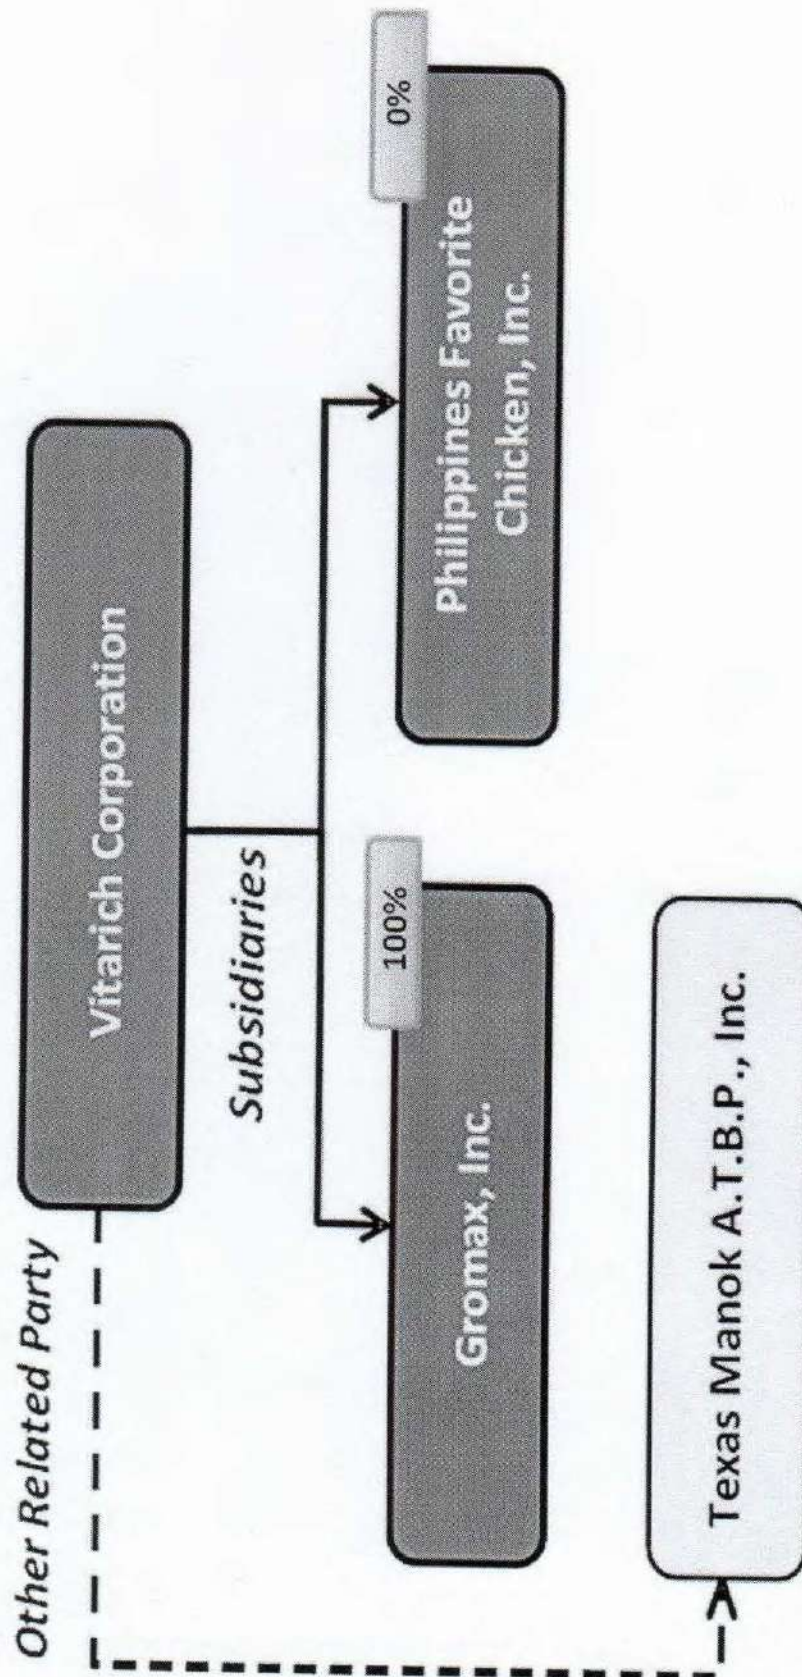 Other Related Party
Vitarich Corporation
Subsidiaries
100%
Gromax, Inc.
0%
Philippines Favorite
Chicken, Inc.
Texas Manok A.T.B.P., Inc.